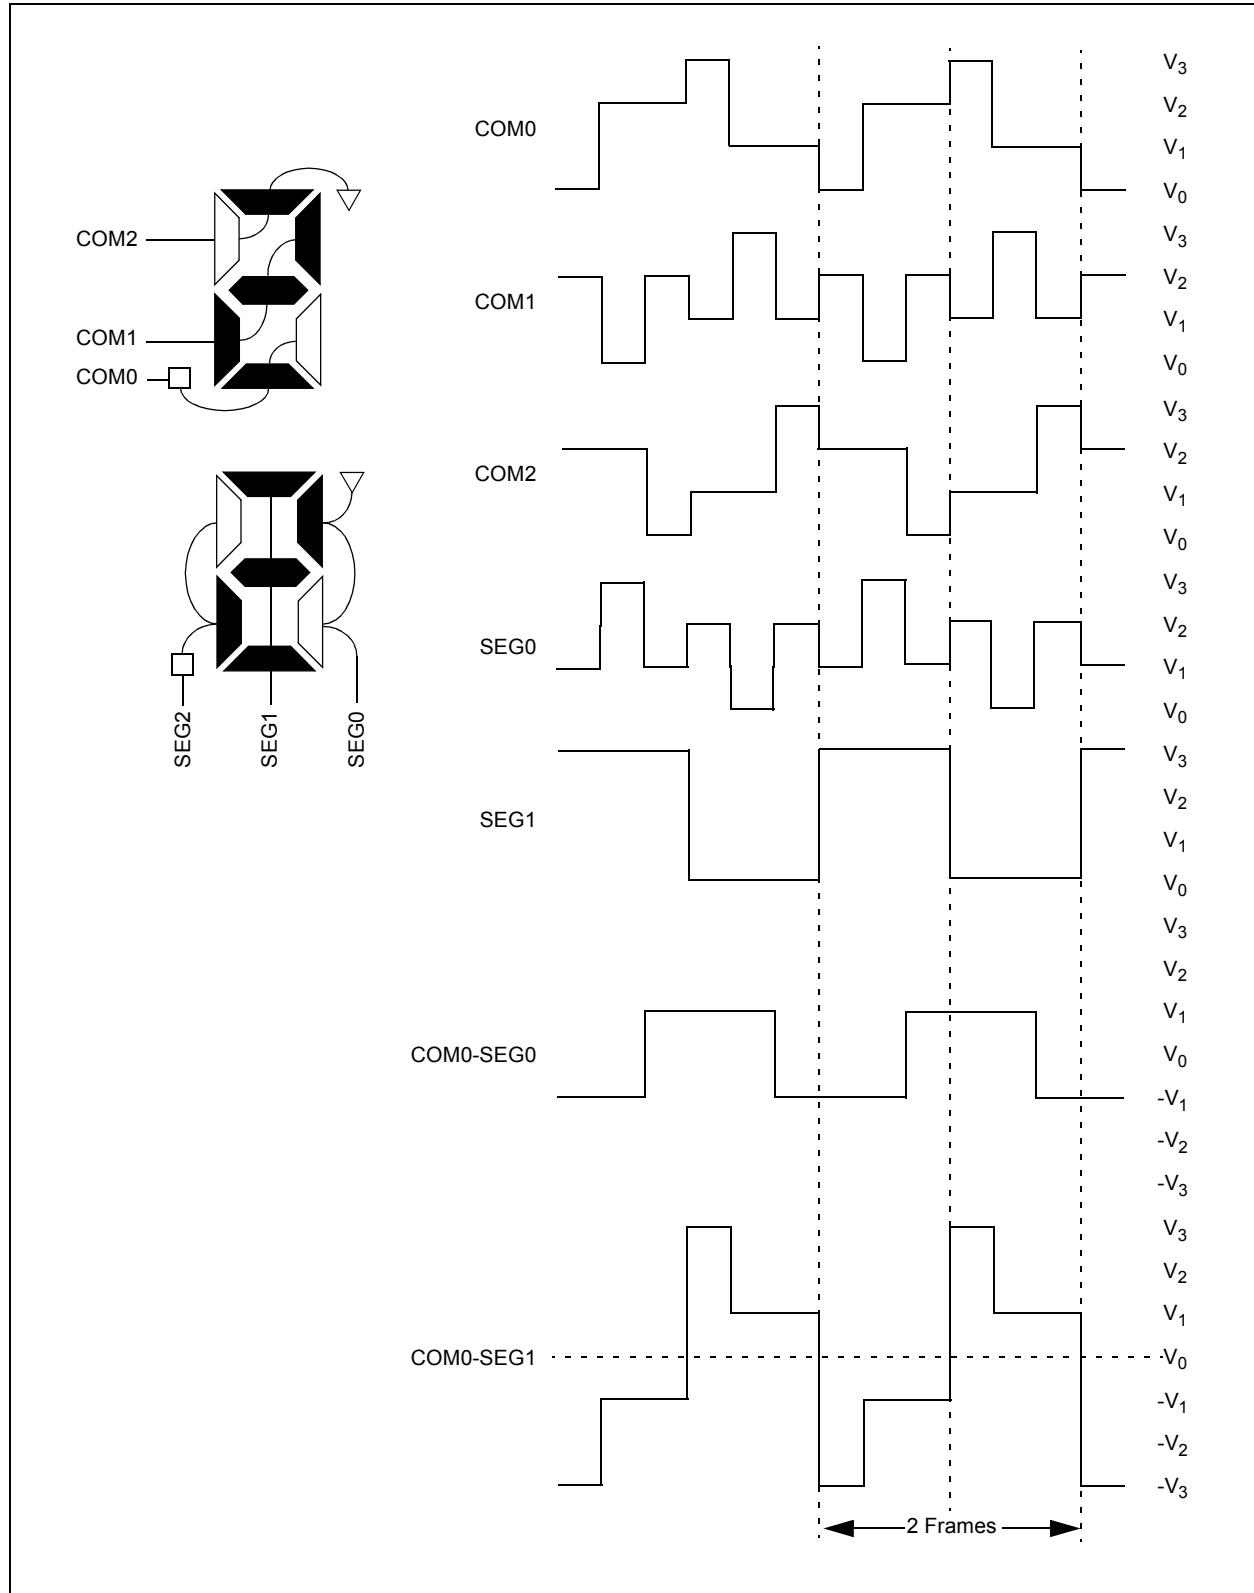 COM2
COM1
COM0
SEG2
SEG1
SEG0
COM0
V3
V2
V1
V0
COM1
V3
V2
V1
V0
COM2
V3
V2
V1
V0
SEG0
V3
V2
V1
V0
SEG1
V3
V2
V1
V0
COM0-SEG0
V3
V2
V1
V0
-V1
-V2
-V3
COM0-SEG1
V3
V2
V1
V0
-V1
-V2
-V3
2 Frames